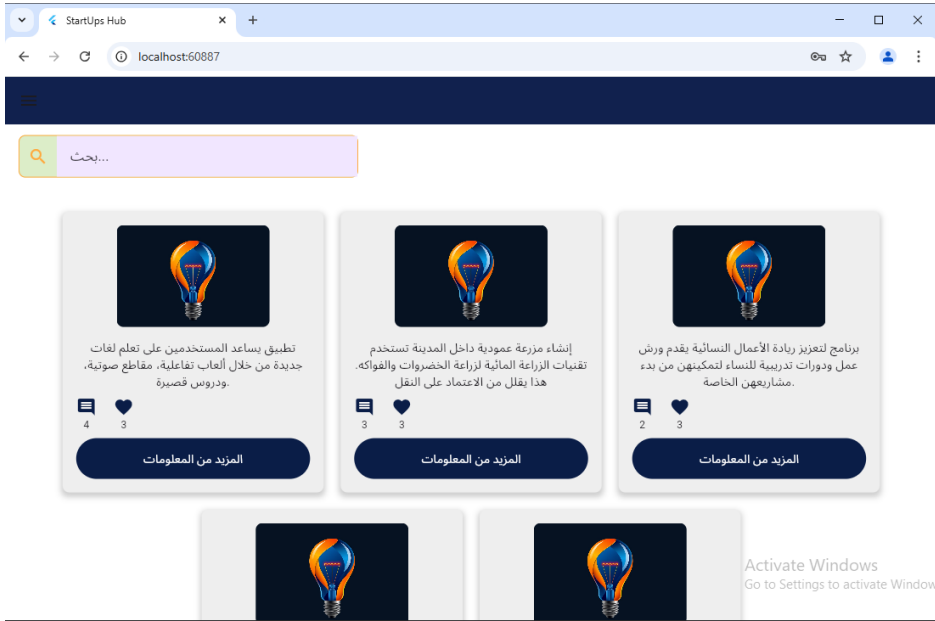 StartUps Hub
localhost:60887
بحث...
تطبيق يساعد المستخدمين على تعلم لغات
جديدة من خلال ألعاب تفاعلية، مقاطع صوتية،
ودروس قصيرة.
4
3
المزيد من المعلومات
إنشاء مزرعة عمودية داخل المدينة تستخدم
تقنيات الزراعة المائية لزراعة الخضروات والفواكه.
هذا يقلل من الاعتماد على النقل
3
3
المزيد من المعلومات
برنامج لتعزيز ريادة الأعمال النسائية يقدم ورش
عمل ودورات تدريبية للنساء لتمكينهن من بدء
مشاريعهن الخاصة.
2
3
المزيد من المعلومات
Activate Windows
Go to Settings to activate Window